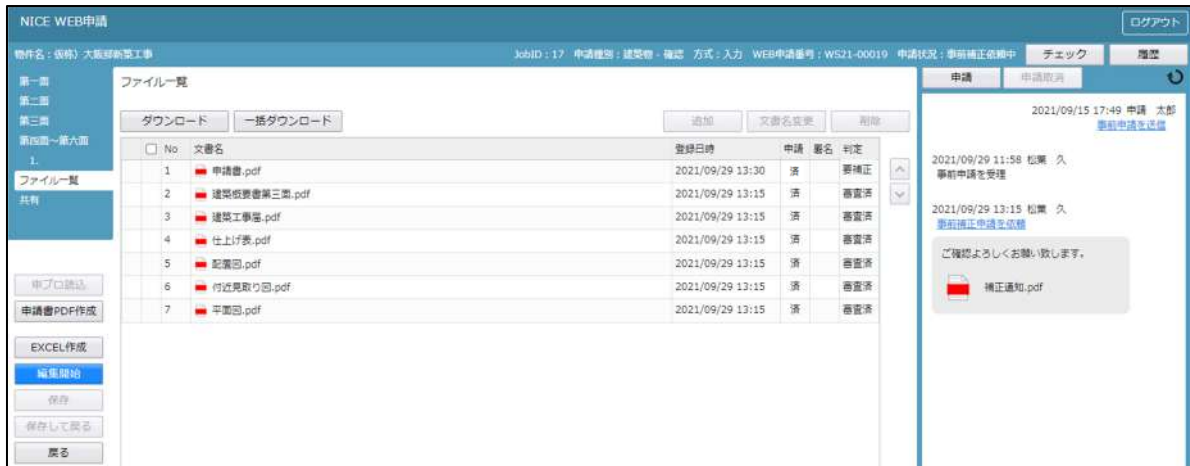 NICE WEB申請
ログアウト
物件名:仮称)大阪邸新築工事 JobID:17 申請種別:建築物 - 確認 方式:入力 WEB申請番号:WS21-00019 申請状況:事前補正依頼中 チェック 履歴
第一面
第二面
第三面
第四面～第六面
1.
ファイル一覧
共有
申プロ読込
申請書PDF作成
EXCEL作成
編集開始
保存
保存して戻る
戻る
ファイル一覧
ダウンロード 一括ダウンロード 追加 文書名変更 削除
No 文書名 登録日時 申請 署名 判定
1 申請書.pdf 2021/09/29 13:30 済 要補正
2 建築概要書第三面.pdf 2021/09/29 13:15 済 審査済
3 建築工事届.pdf 2021/09/29 13:15 済 審査済
4 仕上げ表.pdf 2021/09/29 13:15 済 審査済
5 配置図.pdf 2021/09/29 13:15 済 審査済
6 付近見取り図.pdf 2021/09/29 13:15 済 審査済
7 平面図.pdf 2021/09/29 13:15 済 審査済
申請 申請取消
2021/09/15 17:49 申請 太郎
事前申請を送信
2021/09/29 11:58 松葉 久
事前申請を受理
2021/09/29 13:15 松葉 久
事前補正申請を依頼
ご確認よろしくお願い致します。
補正通知.pdf